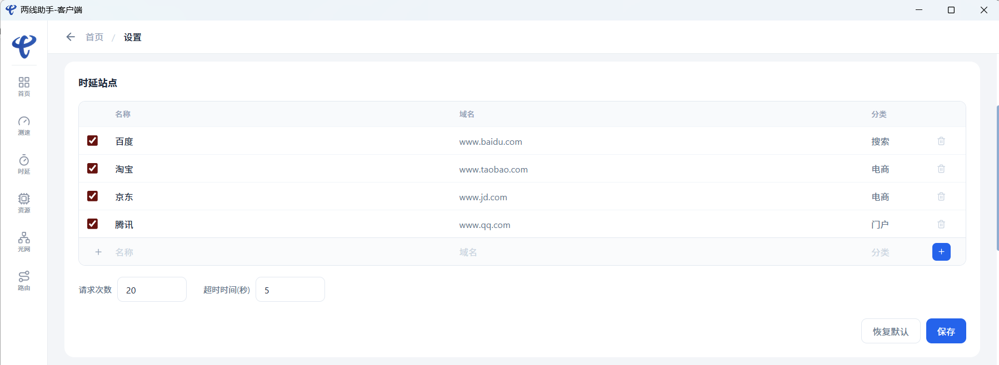 两线助手-客户端
首页 / 设置
首页
测速
时延
资源
光网
路由
时延站点
名称 域名 分类
百度 www.baidu.com 搜索
淘宝 www.taobao.com 电商
京东 www.jd.com 电商
腾讯 www.qq.com 门户
+ 名称 域名 分类 +
请求次数 20 超时时间(秒) 5
恢复默认 保存